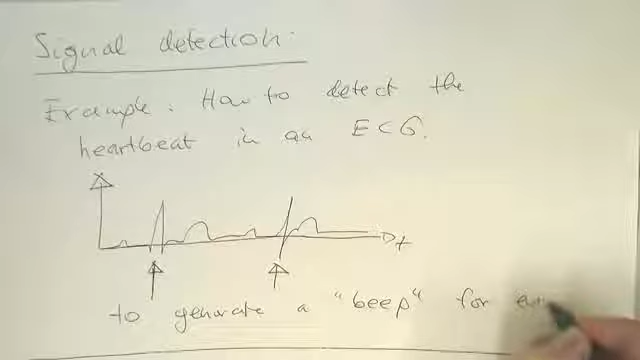 Signal detection.
Example: How to detect the
heartbeat in an ECG.
t
to generate a "beep" for